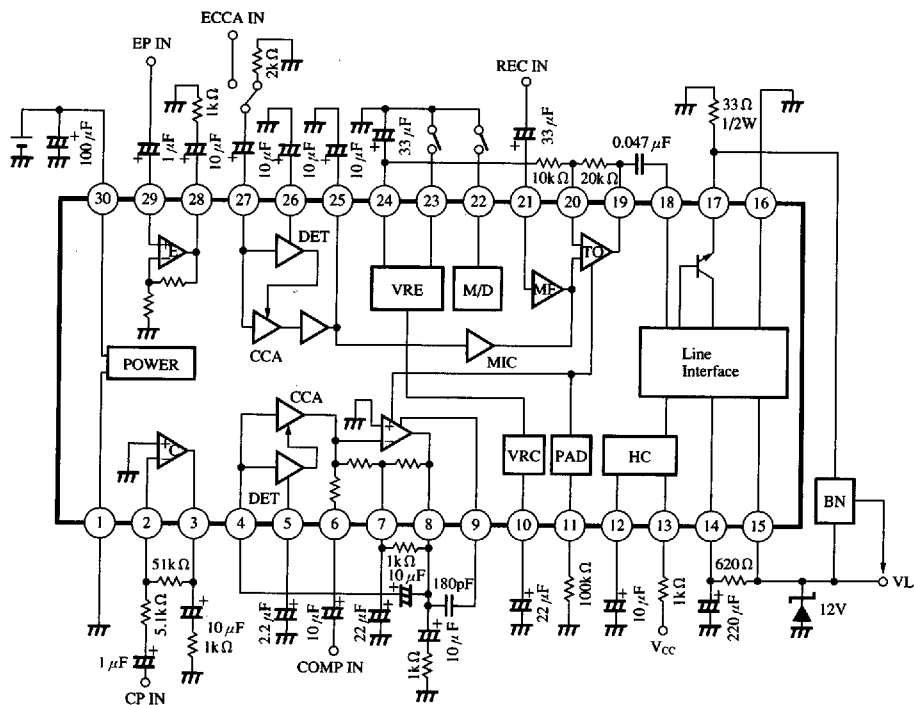 ECCA IN
EP IN
2kΩ
REC IN
1kΩ
33Ω
1/2W
100μF
1μF
10μF
10μF
10μF
10μF
33μF
33μF
0.047μF
10kΩ
20kΩ
30
29
28
27
26
25
24
23
22
21
20
19
18
17
16
E
DET
VRE
M/D
MF
TO
CCA
MIC
POWER
Line
Interface
CCA
C
DET
VRC
PAD
HC
BN
1
2
3
4
5
6
7
8
9
10
11
12
13
14
15
51kΩ
1kΩ
10μF
180pF
620Ω
VL
5.1kΩ
10μF
1kΩ
2.2μF
10μF
22μF
1kΩ
10μF
22μF
100kΩ
10μF
1kΩ
220μF
12V
1μF
CP IN
COMP IN
VCC